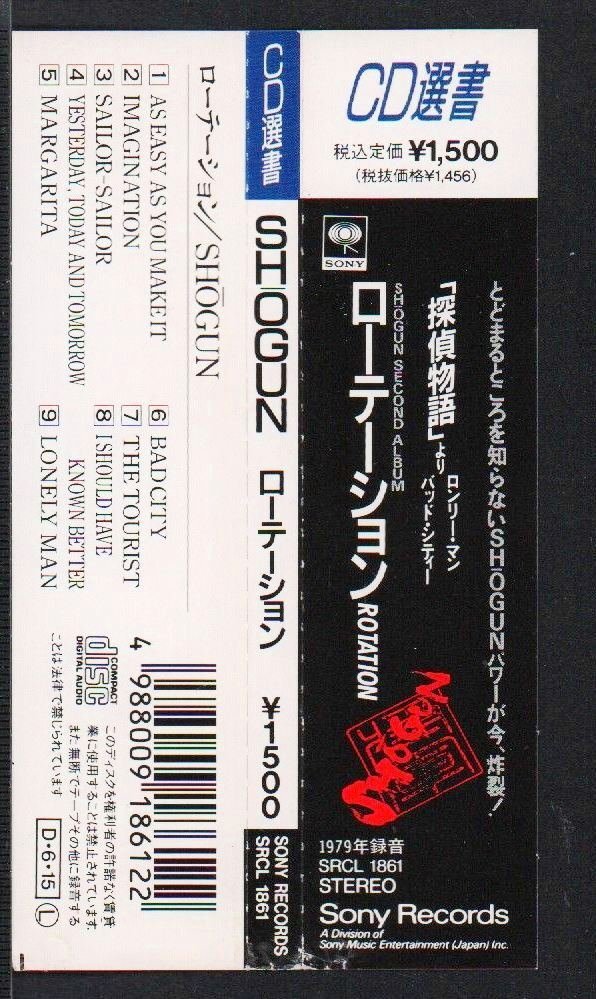 CD選書
税込定価 ¥1,500
(税抜価格¥1,456)
とどまるところを知らないSHŌGUNパワーが今、炸裂!
「探偵物語」より ロンリー・マン
バッド・シティー
SHŌGUN SECOND ALBUM
ローテーション ROTATION
SONY
SHŌGUN
1979年録音
SRCL 1861
STEREO
Sony Records
A Division of
Sony Music Entertainment (Japan) Inc.
CD選書
SHŌGUN
ローテーション
¥1500
SONY RECORDS
SRCL 1861
ローテーション/SHŌGUN
1 AS EASY AS YOU MAKE IT
2 IMAGINATION
3 SAILOR-SAILOR
4 YESTERDAY, TODAY AND TOMORROW
5 MARGARITA
6 BAD CITY
7 THE TOURIST
8 I SHOULD HAVE
KNOWN BETTER
9 LONELY MAN
4 988009 186122
COMPACT
disc
DIGITAL AUDIO
このディスクを権利者の許諾なく賃貸
業に使用することは禁止されています。
また無断でテープその他に録音する
ことは法律で禁じられています
D・6・15 L